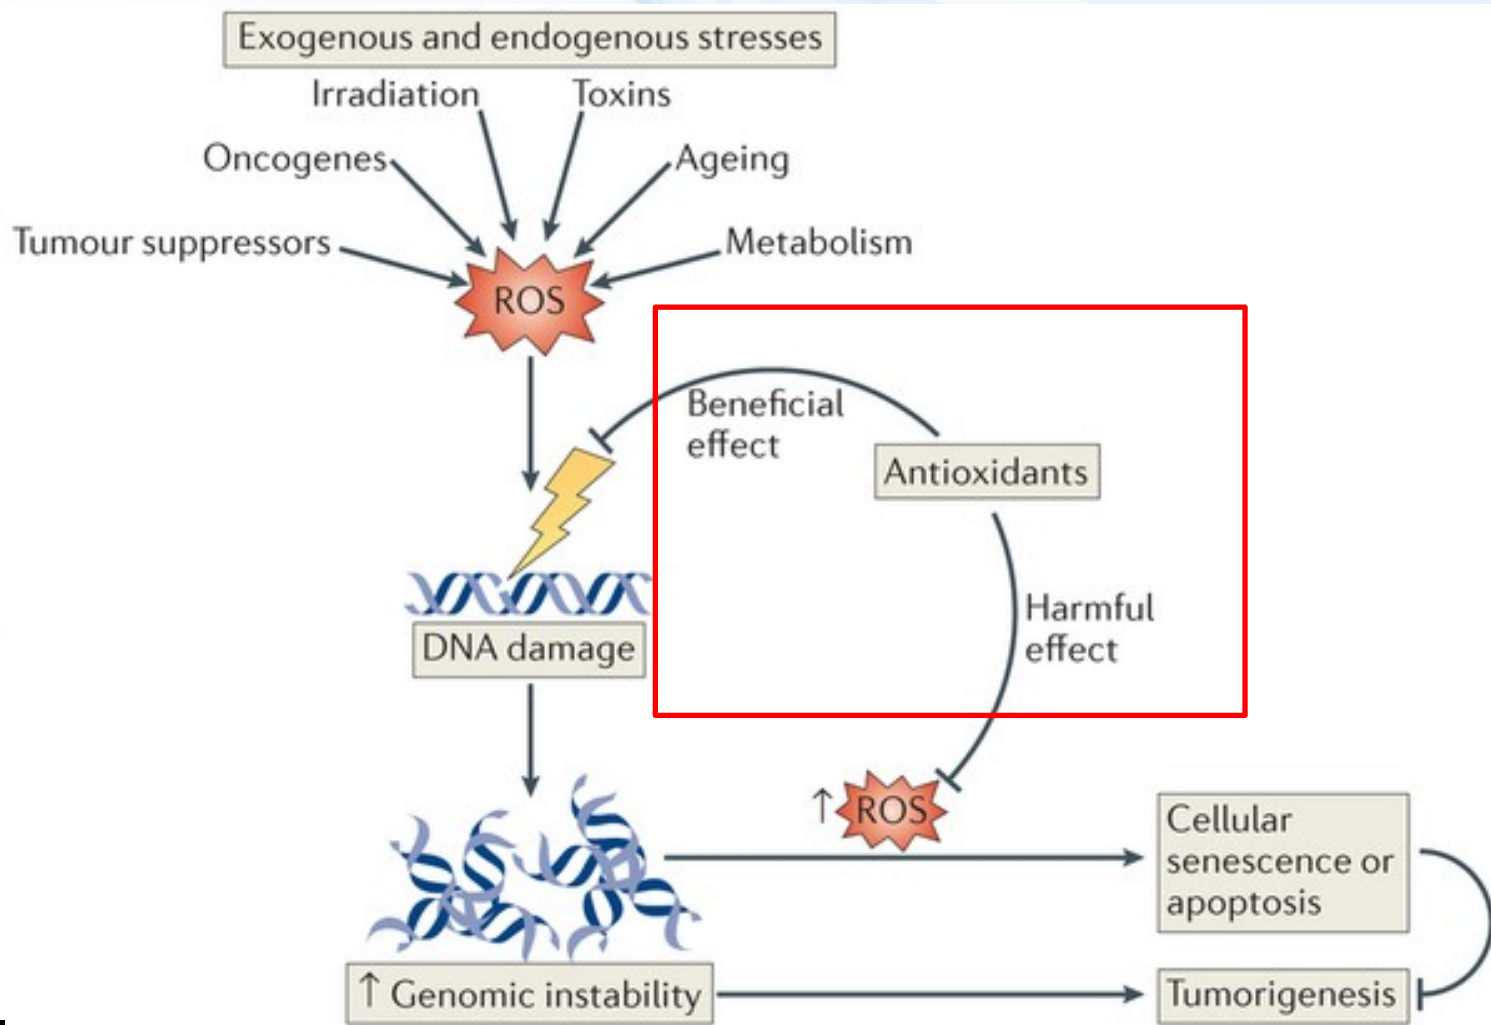 Exogenous and endogenous stresses
Irradiation
Toxins
Oncogenes
Ageing
Tumour suppressors
Metabolism
ROS
Beneficial
effect
Antioxidants
Harmful
effect
DNA damage
↑ ROS
Cellular
senescence or
apoptosis
↑ Genomic instability
Tumorigenesis